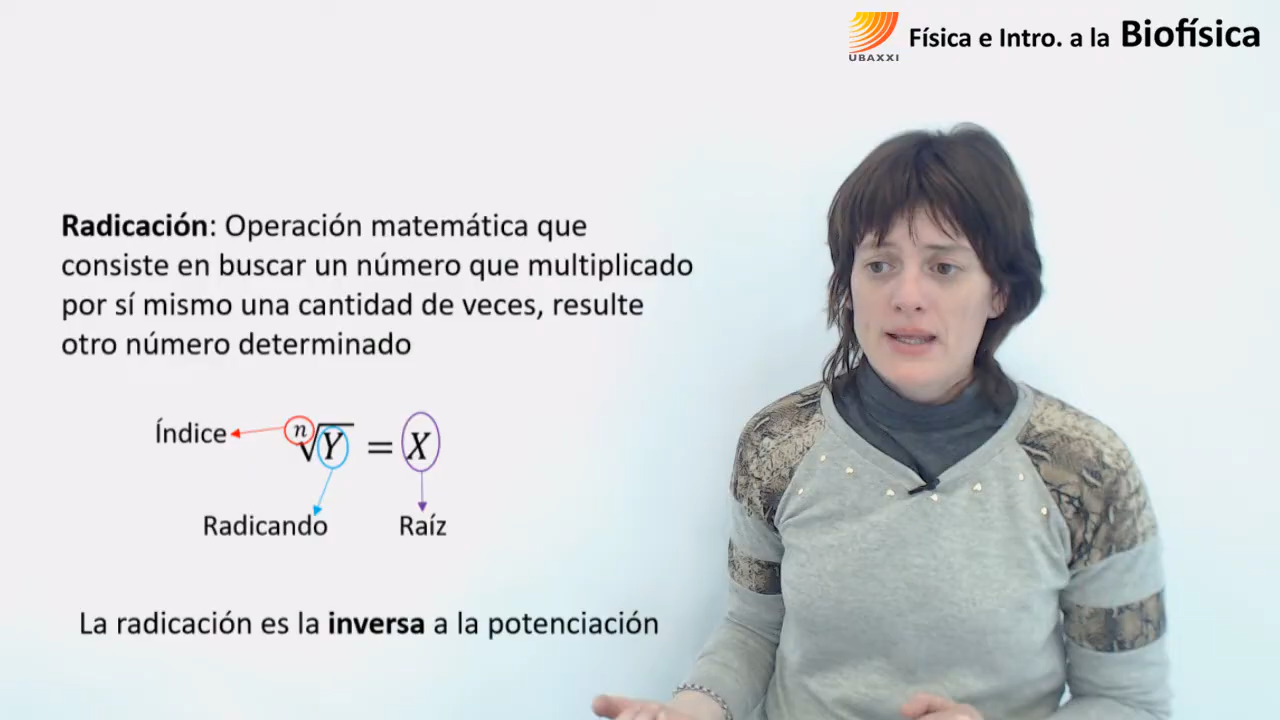 UBAXXI
Física e Intro. a la Biofísica
Radicación: Operación matemática que
consiste en buscar un número que multiplicado
por sí mismo una cantidad de veces, resulte
otro número determinado
Índice
n√Y = X
Radicando Raíz
La radicación es la inversa a la potenciación